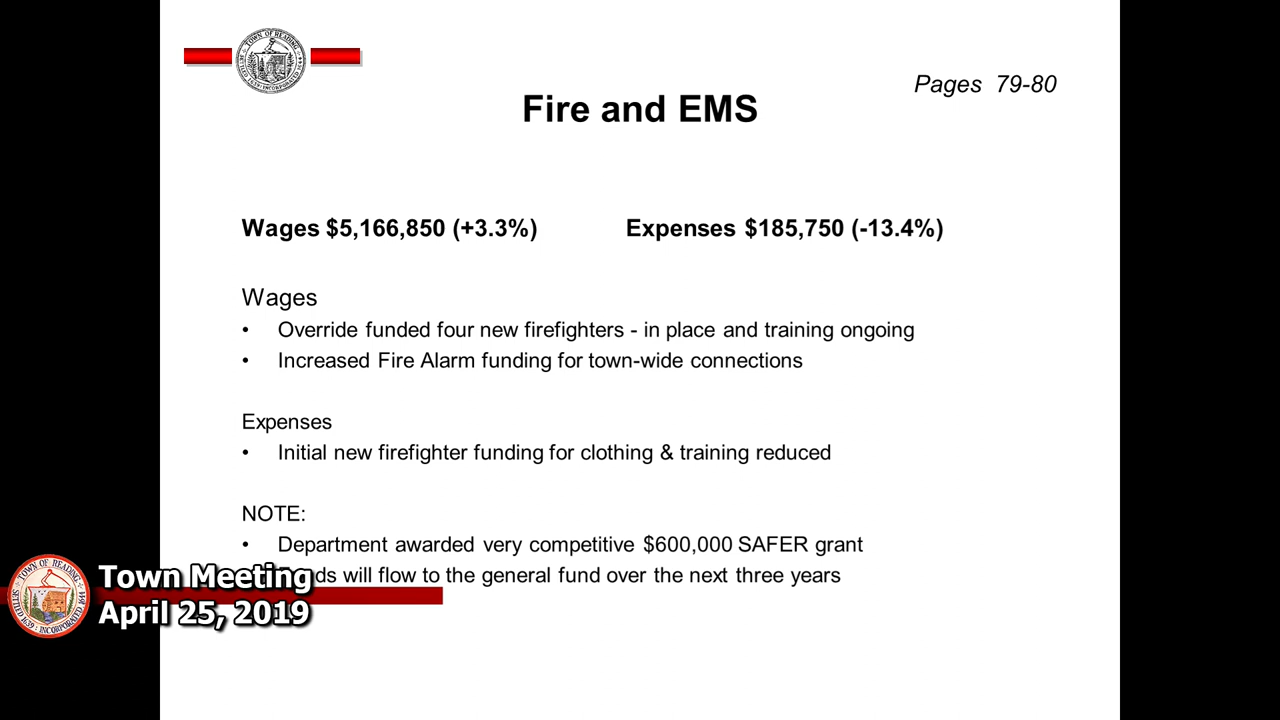 Pages 79-80
Fire and EMS
Wages $5,166,850 (+3.3%) Expenses $185,750 (-13.4%)
Wages
• Override funded four new firefighters - in place and training ongoing
• Increased Fire Alarm funding for town-wide connections
Expenses
• Initial new firefighter funding for clothing & training reduced
NOTE:
• Department awarded very competitive $600,000 SAFER grant
will flow to the general fund over the next three years
Town Meeting
April 25, 2019
TOWN OF READING